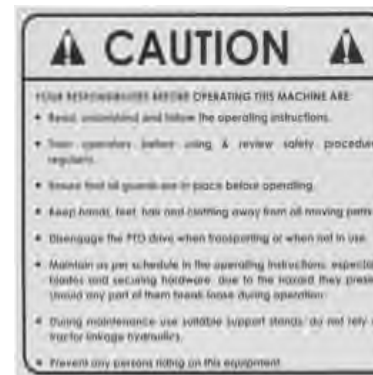 CAUTION
YOUR RESPONSIBILITIES BEFORE OPERATING THIS MACHINE ARE:
Read, understand and follow the operating instructions.
Train operators before using & review safety
regularly.
Ensure that all guards are in place before operating.
Keep hands, feet, hair and clothing away from all moving parts.
Disengage the PTO drive when transporting or when not in use.
Maintain as per schedule in the operating instructions,
and securing hardware, due to the hazard they
should any part of them break loose during operation.
During maintenance use suitable support stands, do not rely
tractor linkage hydraulics.
Prevent any persons riding on this equipment.